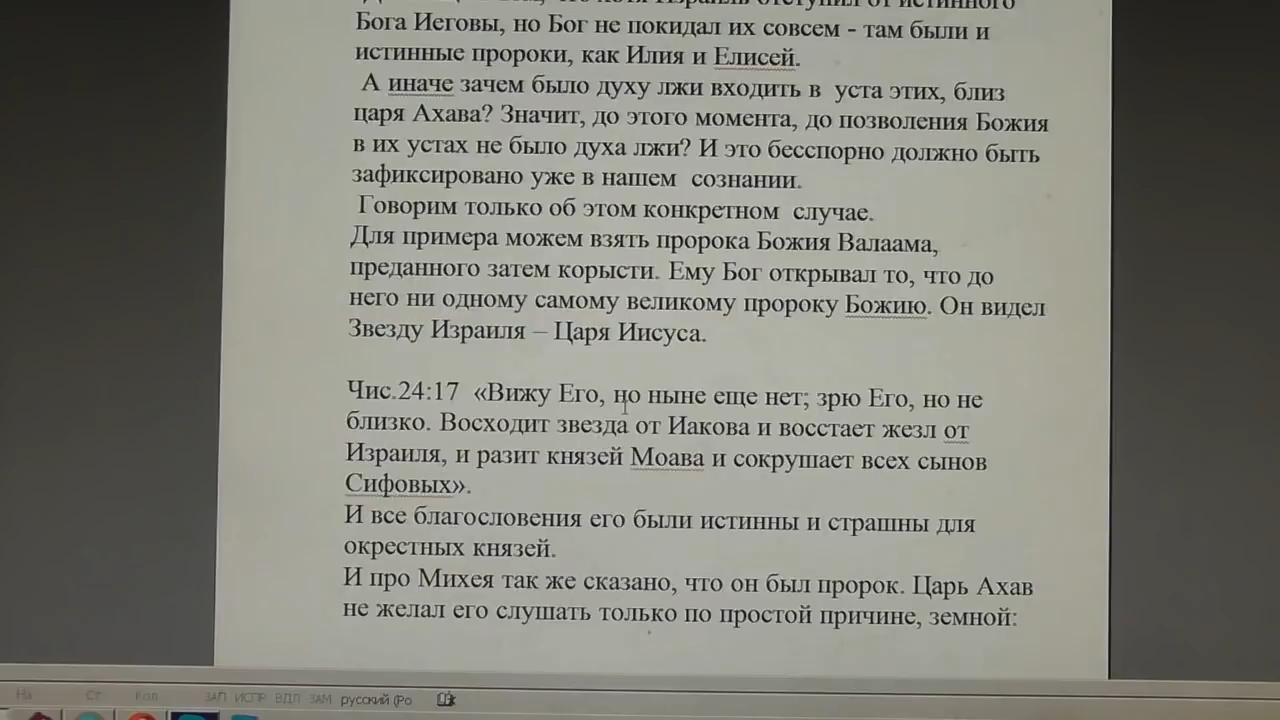 Бога Иеговы, но Бог не покидал их совсем - там были и
истинные пророки, как Илия и Елисей.
А иначе зачем было духу лжи входить в уста этих, близ
царя Ахава? Значит, до этого момента, до позволения Божия
в их устах не было духа лжи? И это бесспорно должно быть
зафиксировано уже в нашем сознании.
Говорим только об этом конкретном случае.
Для примера можем взять пророка Божия Валаама,
преданного затем корысти. Ему Бог открывал то, что до
него ни одному самому великому пророку Божию. Он видел
Звезду Израиля – Царя Иисуса.
Чис.24:17 «Вижу Его, но ныне еще нет; зрю Его, но не
близко. Восходит звезда от Иакова и восстает жезл от
Израиля, и разит князей Моава и сокрушает всех сынов
Сифовых».
И все благословения его были истинны и страшны для
окрестных князей.
И про Михея так же сказано, что он был пророк. Царь Ахав
не желал его слушать только по простой причине, земной:
На Ст Кол ЗАП ИСПР ВДЛ ЗАМ русский (Ро